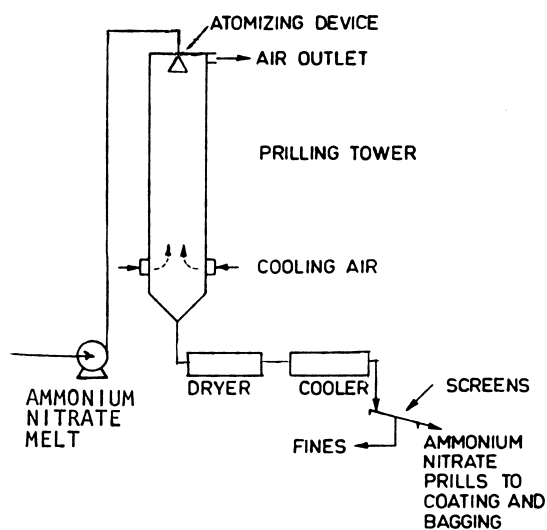 ATOMIZING DEVICE
AIR OUTLET
PRILLING TOWER
COOLING AIR
DRYER
COOLER
SCREENS
AMMONIUM
NITRATE
MELT
FINES
AMMONIUM
NITRATE
PRILLS TO
COATING AND
BAGGING